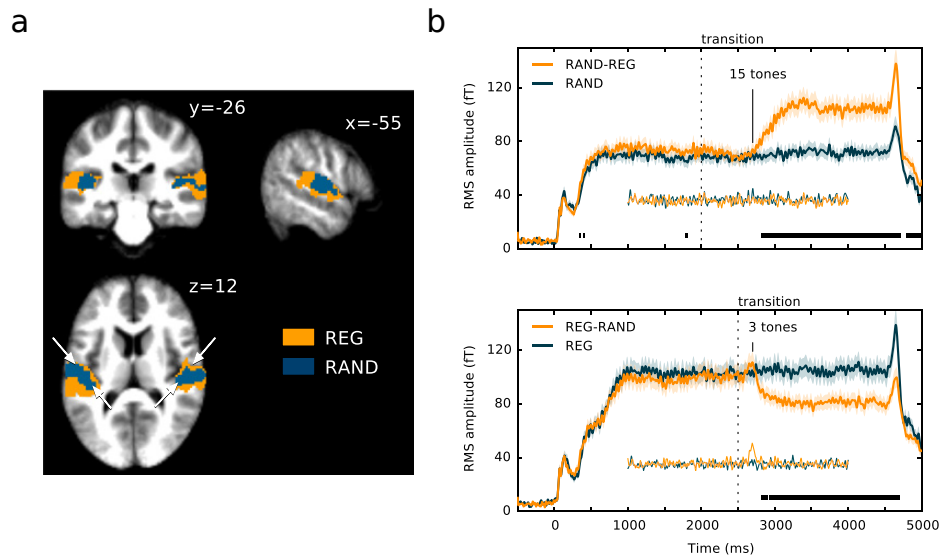 a
y=-26
x=-55
z=12
REG
RAND
b
transition
RAND-REG
RAND
15 tones
RMS amplitude (fT)
120
80
40
0
transition
REG-RAND
REG
3 tones
RMS amplitude (fT)
120
80
40
0
0 1000 2000 3000 4000 5000
Time (ms)